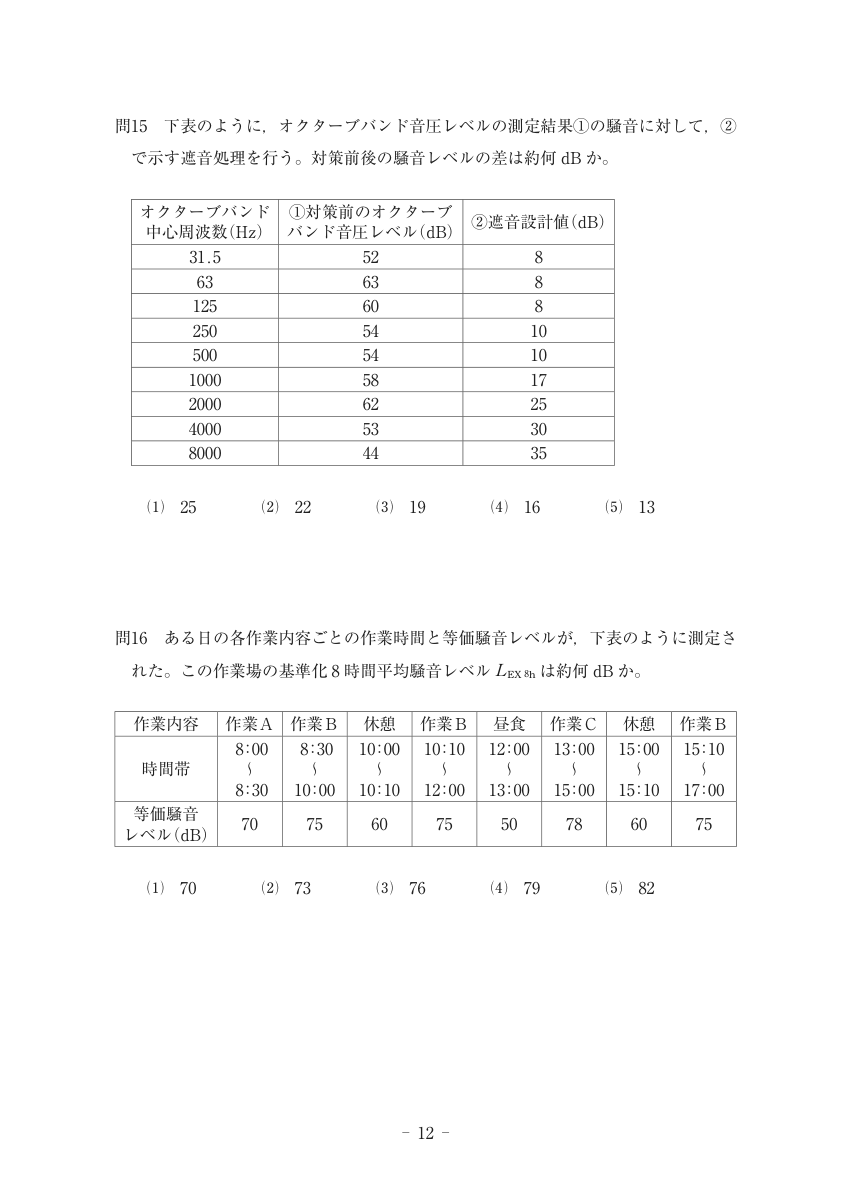 問15　下表のように，オクターブバンド音圧レベルの測定結果①の騒音に対して，②
で示す遮音処理を行う。対策前後の騒音レベルの差は約何 dB か。
オクターブバンド
中心周波数(Hz)
①対策前のオクターブ
バンド音圧レベル(dB)
②遮音設計値(dB)
31.5 52 8
63 63 8
125 60 8
250 54 10
500 54 10
1000 58 17
2000 62 25
4000 53 30
8000 44 35
(1) 25 (2) 22 (3) 19 (4) 16 (5) 13
問16　ある日の各作業内容ごとの作業時間と等価騒音レベルが，下表のように測定さ
れた。この作業場の基準化８時間平均騒音レベル LEX 8h は約何 dB か。
作業内容 作業Ａ 作業Ｂ 休憩 作業Ｂ 昼食 作業Ｃ 休憩 作業Ｂ
時間帯
8:00 8:30 10:00 10:10 12:00 13:00 15:00 15:10
〜 〜 〜 〜 〜 〜 〜 〜
8:30 10:00 10:10 12:00 13:00 15:00 15:10 17:00
等価騒音
レベル(dB)
70 75 60 75 50 78 60 75
(1) 70 (2) 73 (3) 76 (4) 79 (5) 82
- 12 -